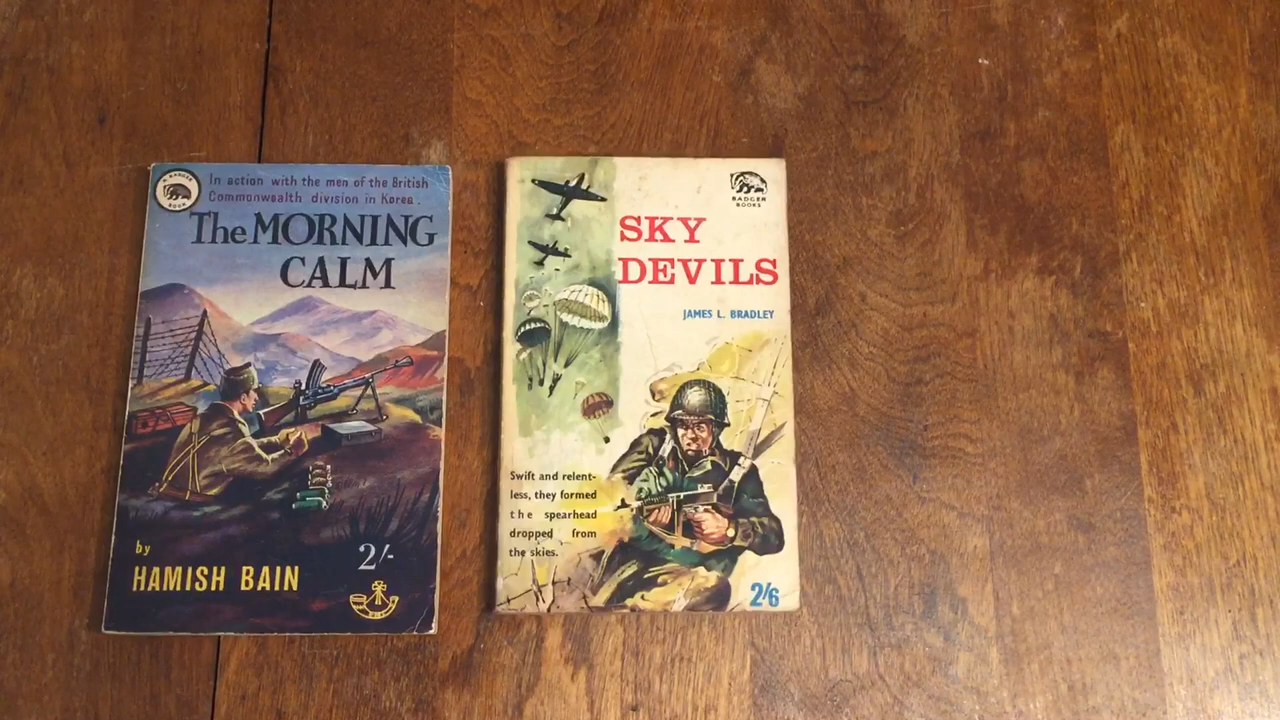 A BADGER
BOOK
In action with the men of the British
Commonwealth division in Korea.
The MORNING
CALM
by
HAMISH BAIN
2/-
BADGER
BOOKS
SKY
DEVILS
JAMES L. BRADLEY
Swift and relent-
less, they formed
the spearhead
dropped from
the skies.
2/6